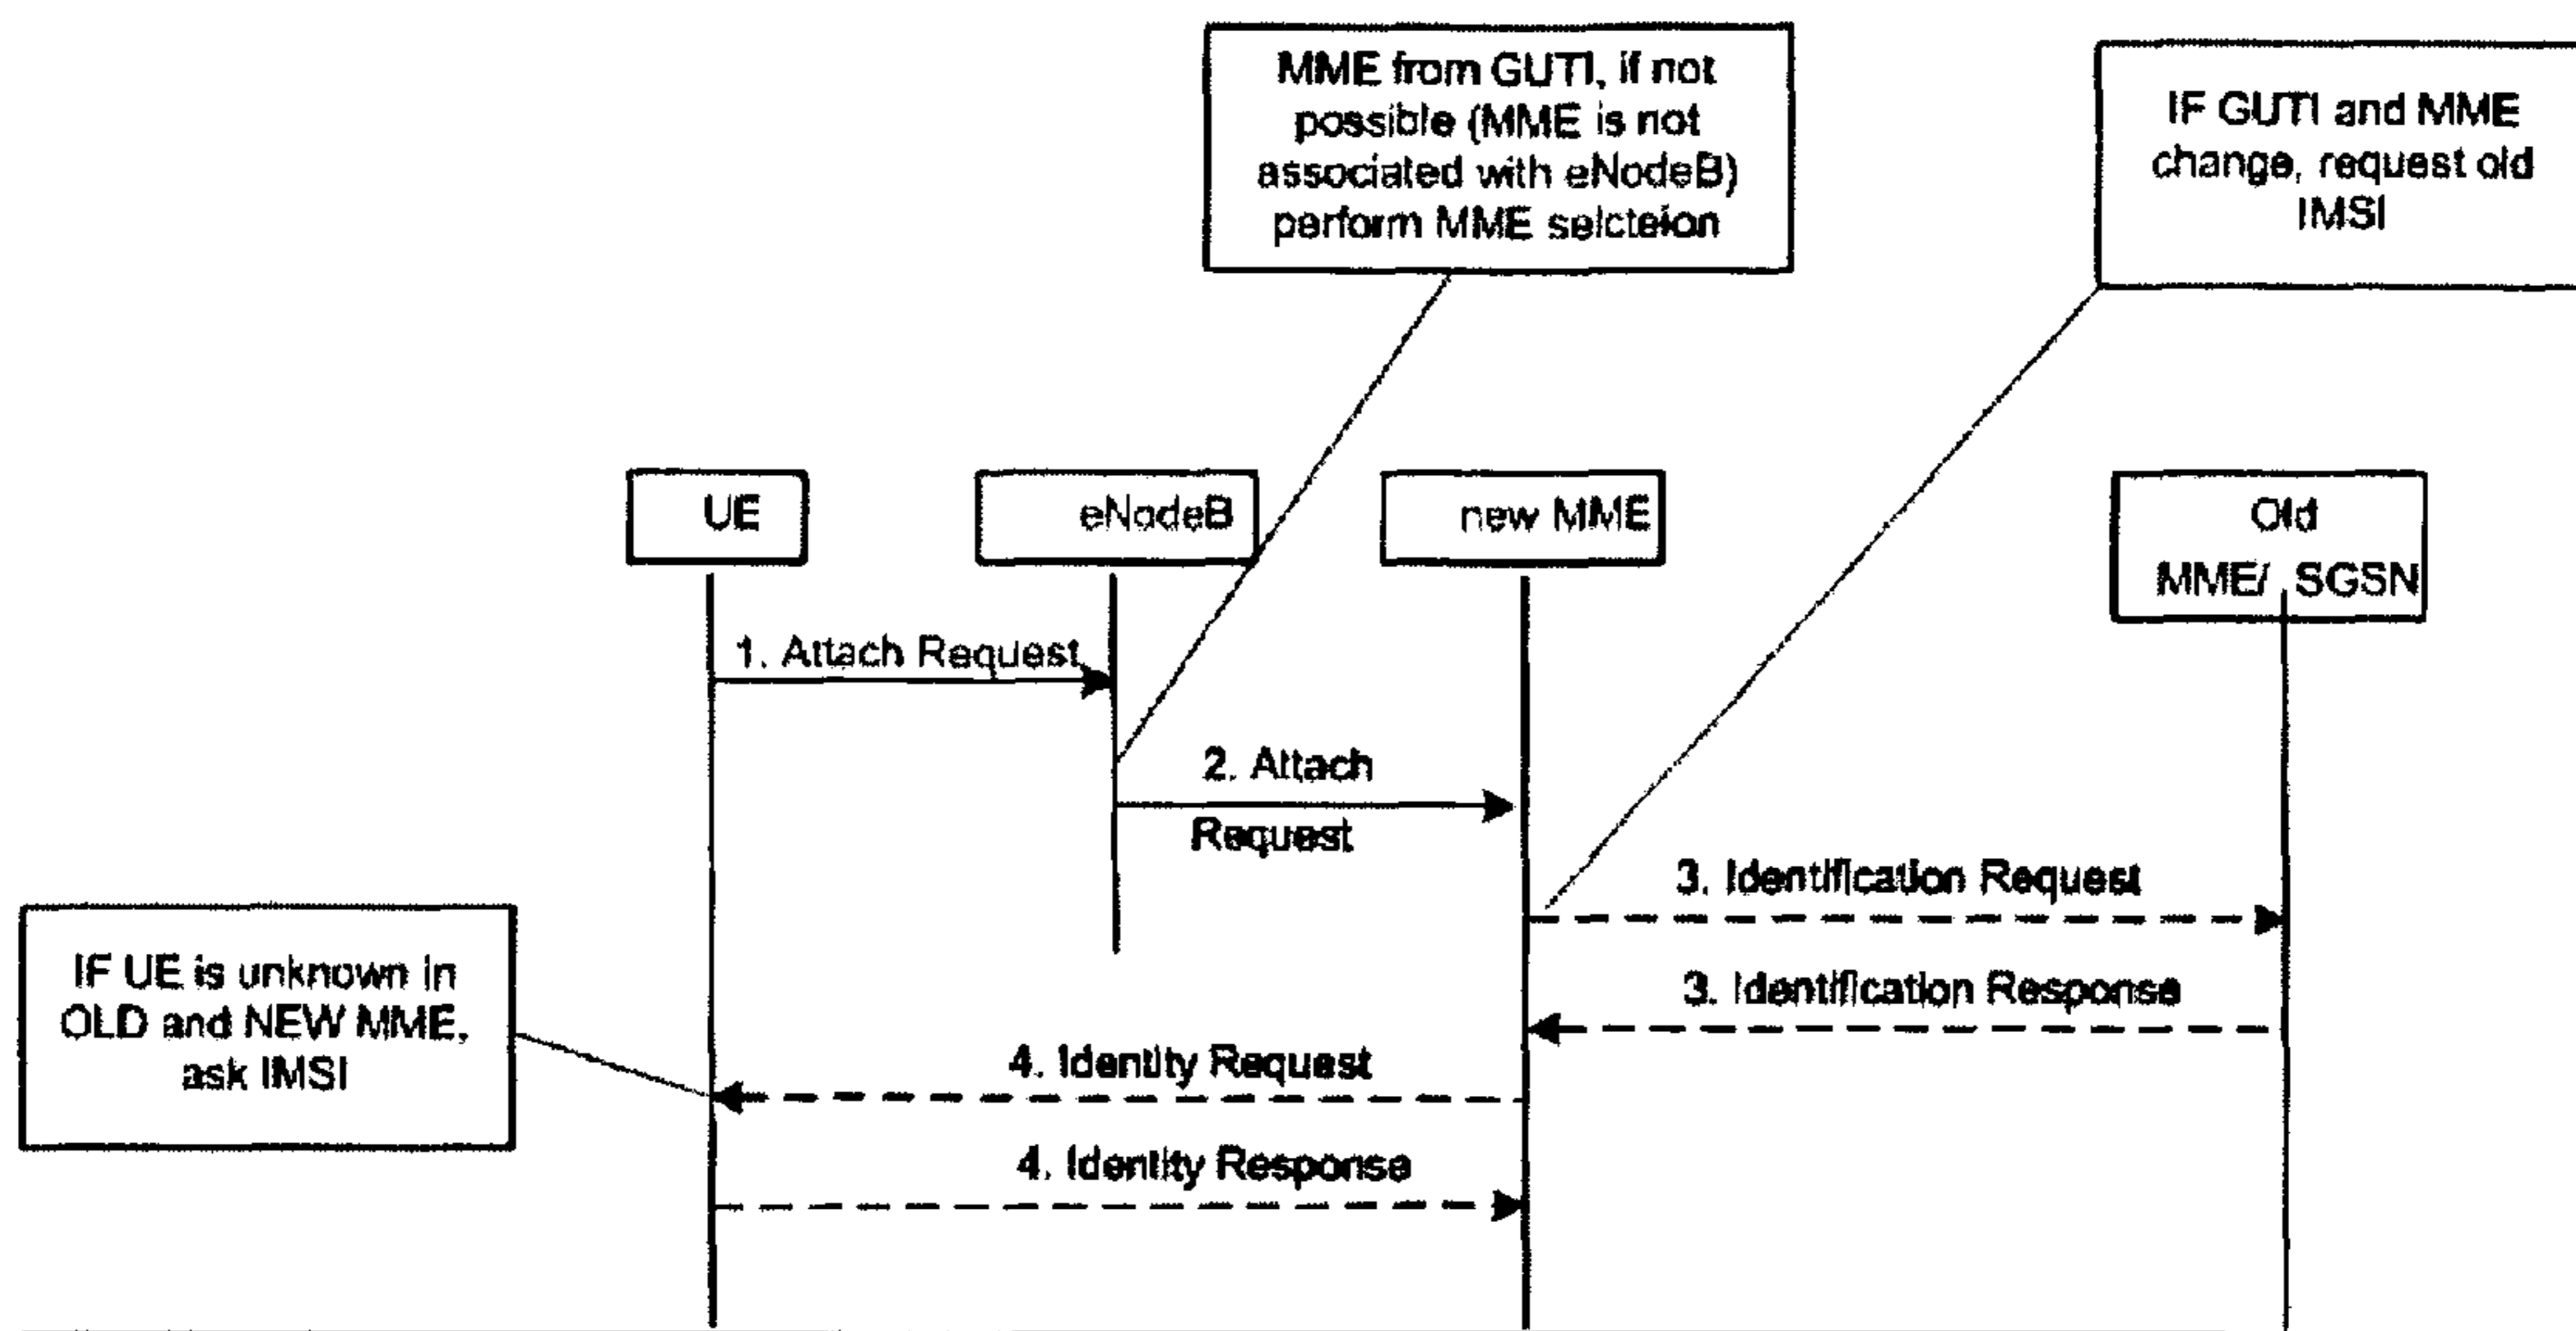 MME from GUTI, if not
possible (MME is not
associated with eNodeB)
perform MME selcteion
IF GUTI and MME
change, request old
IMSI
UE
eNodeB
new MME
Old
MME/ SGSN
1. Attach Request
2. Attach
Request
3. Identification Request
IF UE is unknown in
OLD and NEW MME,
ask IMSI
3. Identification Response
4. Identity Request
4. Identity Response